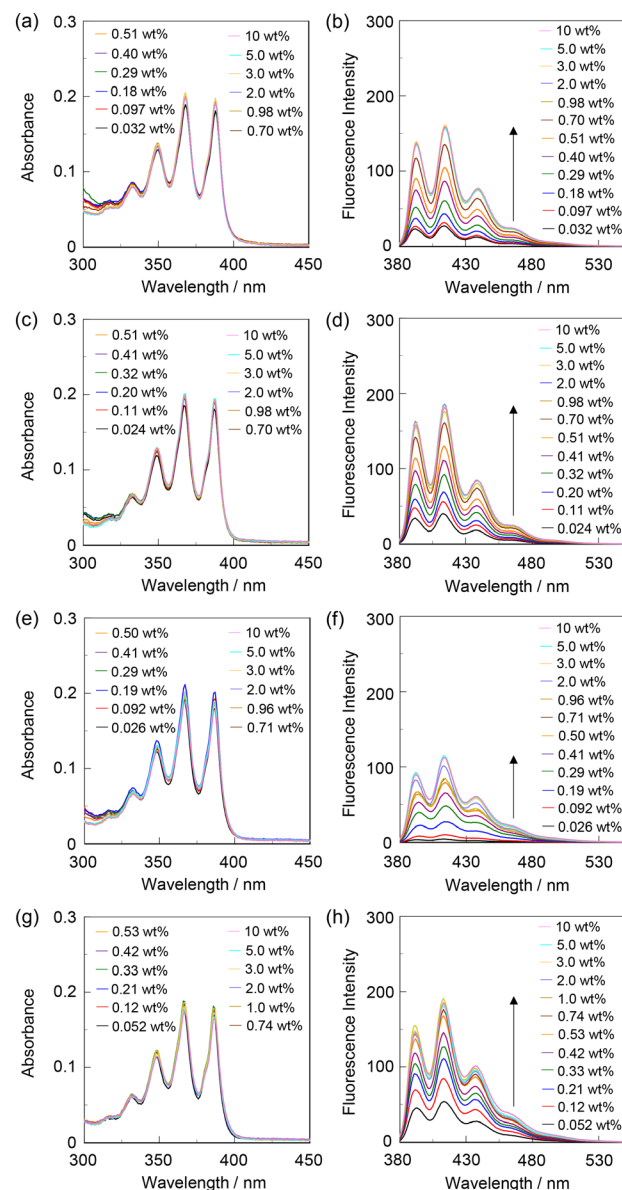 (a)
0.3
0.2
0.1
0
Absorbance
0.51 wt%
0.40 wt%
0.29 wt%
0.18 wt%
0.097 wt%
0.032 wt%
10 wt%
5.0 wt%
3.0 wt%
2.0 wt%
0.98 wt%
0.70 wt%
300 350 400 450
Wavelength / nm
(b)
300
200
100
0
Fluorescence Intensity
10 wt%
5.0 wt%
3.0 wt%
2.0 wt%
0.98 wt%
0.70 wt%
0.51 wt%
0.40 wt%
0.29 wt%
0.18 wt%
0.097 wt%
0.032 wt%
380 430 480 530
Wavelength / nm
(c)
0.3
0.2
0.1
0
Absorbance
0.51 wt%
0.41 wt%
0.32 wt%
0.20 wt%
0.11 wt%
0.024 wt%
10 wt%
5.0 wt%
3.0 wt%
2.0 wt%
0.98 wt%
0.70 wt%
300 350 400 450
Wavelength / nm
(d)
300
200
100
0
Fluorescence Intensity
10 wt%
5.0 wt%
3.0 wt%
2.0 wt%
0.98 wt%
0.70 wt%
0.51 wt%
0.41 wt%
0.32 wt%
0.20 wt%
0.11 wt%
0.024 wt%
380 430 480 530
Wavelength / nm
(e)
0.3
0.2
0.1
0
Absorbance
0.50 wt%
0.41 wt%
0.29 wt%
0.19 wt%
0.092 wt%
0.026 wt%
10 wt%
5.0 wt%
3.0 wt%
2.0 wt%
0.96 wt%
0.71 wt%
300 350 400 450
Wavelength / nm
(f)
300
200
100
0
Fluorescence Intensity
10 wt%
5.0 wt%
3.0 wt%
2.0 wt%
0.96 wt%
0.71 wt%
0.50 wt%
0.41 wt%
0.29 wt%
0.19 wt%
0.092 wt%
0.026 wt%
380 430 480 530
Wavelength / nm
(g)
0.3
0.2
0.1
0
Absorbance
0.53 wt%
0.42 wt%
0.33 wt%
0.21 wt%
0.12 wt%
0.052 wt%
10 wt%
5.0 wt%
3.0 wt%
2.0 wt%
1.0 wt%
0.74 wt%
300 350 400 450
Wavelength / nm
(h)
300
200
100
0
Fluorescence Intensity
10 wt%
5.0 wt%
3.0 wt%
2.0 wt%
1.0 wt%
0.74 wt%
0.53 wt%
0.42 wt%
0.33 wt%
0.21 wt%
0.12 wt%
0.052 wt%
380 430 480 530
Wavelength / nm